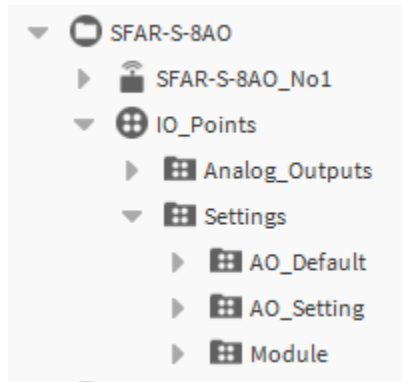 SFAR-S-8AO
SFAR-S-8AO_No1
IO_Points
Analog_Outputs
Settings
AO_Default
AO_Setting
Module